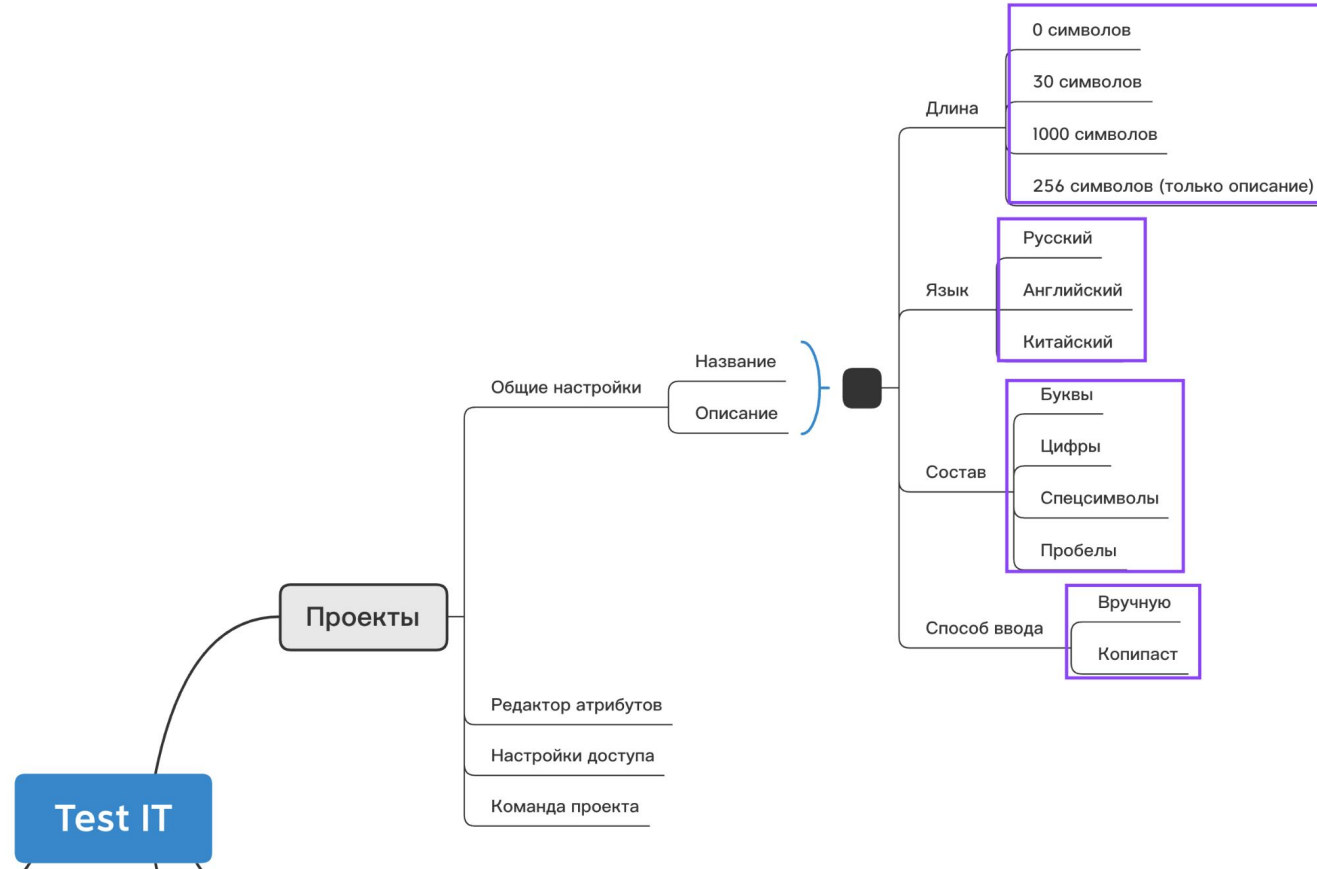 0 символов
30 символов
Длина
1000 символов
256 символов (только описание)
Русский
Язык
Английский
Китайский
Название
Общие настройки
Описание
Буквы
Цифры
Состав
Спецсимволы
Пробелы
Проекты
Вручную
Способ ввода
Копипаст
Редактор атрибутов
Настройки доступа
Команда проекта
Test IT